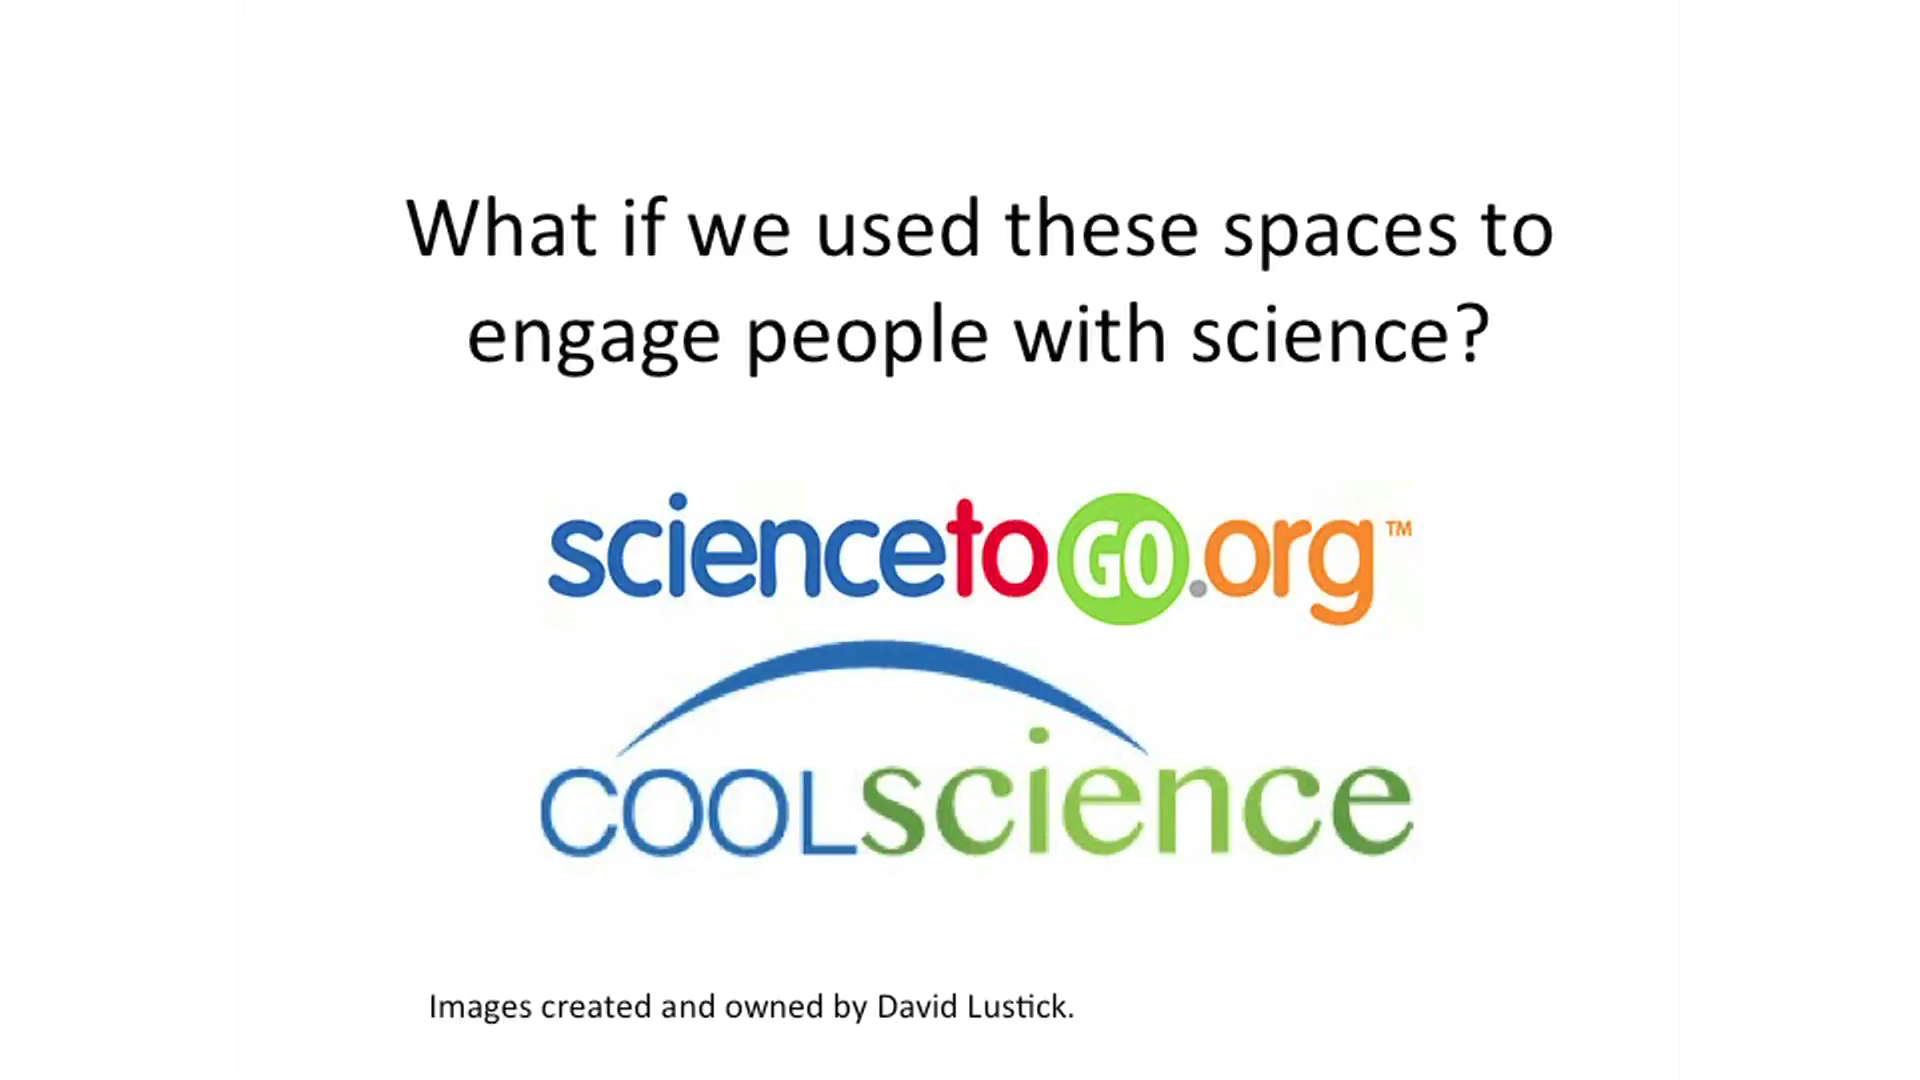 What if we used these spaces to
engage people with science?
sciencetoGO.org™
COOLscience
Images created and owned by David Lustick.